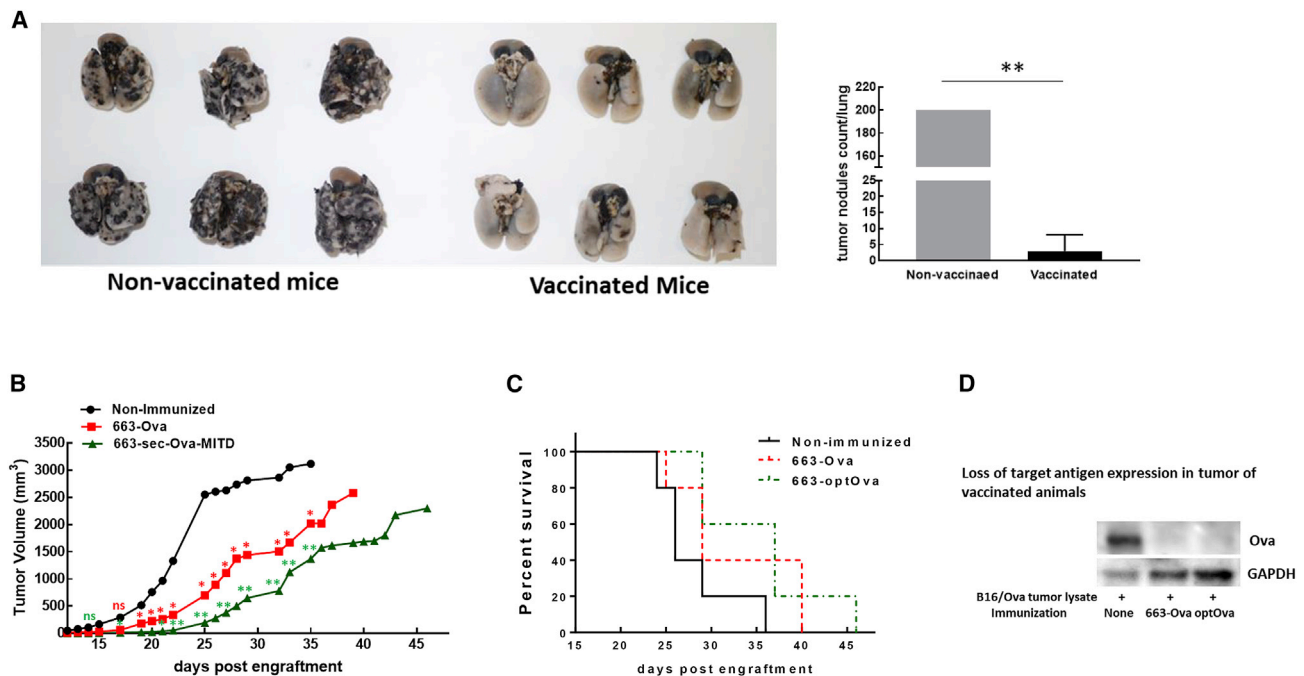 A
Non-vaccinated mice
Vaccinated Mice
**
tumor nodules count/lung
220
200
180
160
25
20
15
10
5
0
Non-vaccinaed
Vaccinated
B
Non-Immunized
663-Ova
663-sec-Ova-MITD
Tumor Volume (mm³)
3500
3000
2500
2000
1500
1000
500
0
ns
ns
15 20 25 30 35 40 45
days post engraftment
C
Non-immunized
663-Ova
663-optOva
Percent survival
100
80
60
40
20
0
15 20 25 30 35 40 45
days post engraftment
D
Loss of target antigen expression in tumor of
vaccinated animals
Ova
GAPDH
B16/Ova tumor lysate + + +
Immunization None 663-Ova optOva